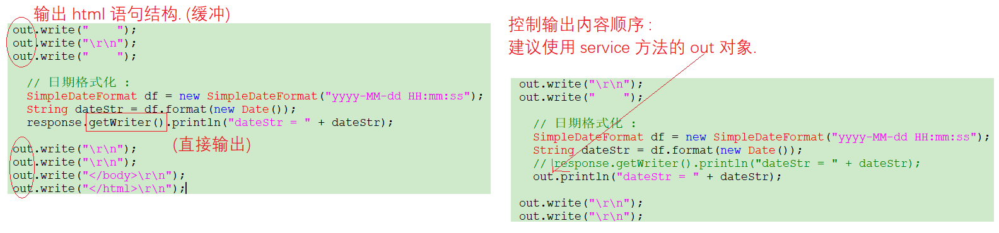 输出 html 语句结构. (缓冲)
out.write("    ");
out.write("\r\n");
out.write("    ");
// 日期格式化 :
SimpleDateFormat df = new SimpleDateFormat("yyyy-MM-dd HH:mm:ss");
String dateStr = df.format(new Date());
response.getWriter().println("dateStr = " + dateStr);
(直接输出)
out.write("\r\n");
out.write("\r\n");
out.write("</body>\r\n");
out.write("</html>\r\n");
控制输出内容顺序 :
建议使用 service 方法的 out 对象.
out.write("\r\n");
out.write("    ");
// 日期格式化 :
SimpleDateFormat df = new SimpleDateFormat("yyyy-MM-dd HH:mm:ss");
String dateStr = df.format(new Date());
// response.getWriter().println("dateStr = " + dateStr);
out.println("dateStr = " + dateStr);
out.write("\r\n");
out.write("\r\n");